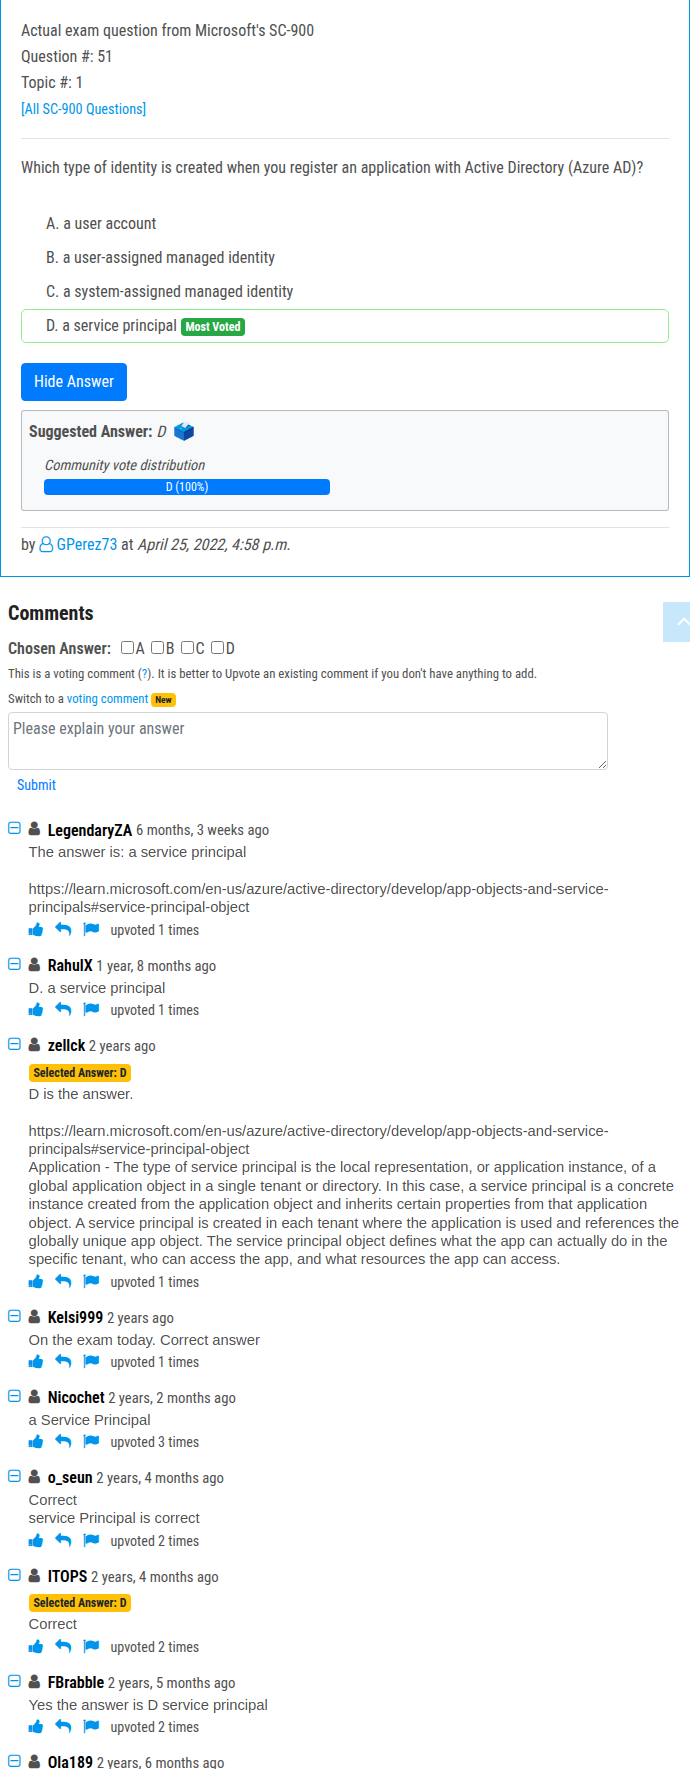 Actual exam question from Microsoft's SC-900
Question #: 51
Topic #: 1
[All SC-900 Questions]
Which type of identity is created when you register an application with Active Directory (Azure AD)?
A. a user account
B. a user-assigned managed identity
C. a system-assigned managed identity
D. a service principal Most Voted
Hide Answer
Suggested Answer: D
Community vote distribution
D (100%)
by GPerez73 at April 25, 2022, 4:58 p.m.
Comments
Chosen Answer: A B C D
This is a voting comment (?). It is better to Upvote an existing comment if you don't have anything to add.
Switch to a voting comment New
Please explain your answer
Submit
LegendaryZA 6 months, 3 weeks ago
The answer is: a service principal
https://learn.microsoft.com/en-us/azure/active-directory/develop/app-objects-and-service-
principals#service-principal-object
upvoted 1 times
RahulX 1 year, 8 months ago
D. a service principal
upvoted 1 times
zellck 2 years ago
Selected Answer: D
D is the answer.
https://learn.microsoft.com/en-us/azure/active-directory/develop/app-objects-and-service-
principals#service-principal-object
Application - The type of service principal is the local representation, or application instance, of a
global application object in a single tenant or directory. In this case, a service principal is a concrete
instance created from the application object and inherits certain properties from that application
object. A service principal is created in each tenant where the application is used and references the
globally unique app object. The service principal object defines what the app can actually do in the
specific tenant, who can access the app, and what resources the app can access.
upvoted 1 times
Kelsi999 2 years ago
On the exam today. Correct answer
upvoted 1 times
Nicochet 2 years, 2 months ago
a Service Principal
upvoted 3 times
o_seun 2 years, 4 months ago
Correct
service Principal is correct
upvoted 2 times
ITOPS 2 years, 4 months ago
Selected Answer: D
Correct
upvoted 2 times
FBrabble 2 years, 5 months ago
Yes the answer is D service principal
upvoted 2 times
Ola189 2 years, 6 months ago